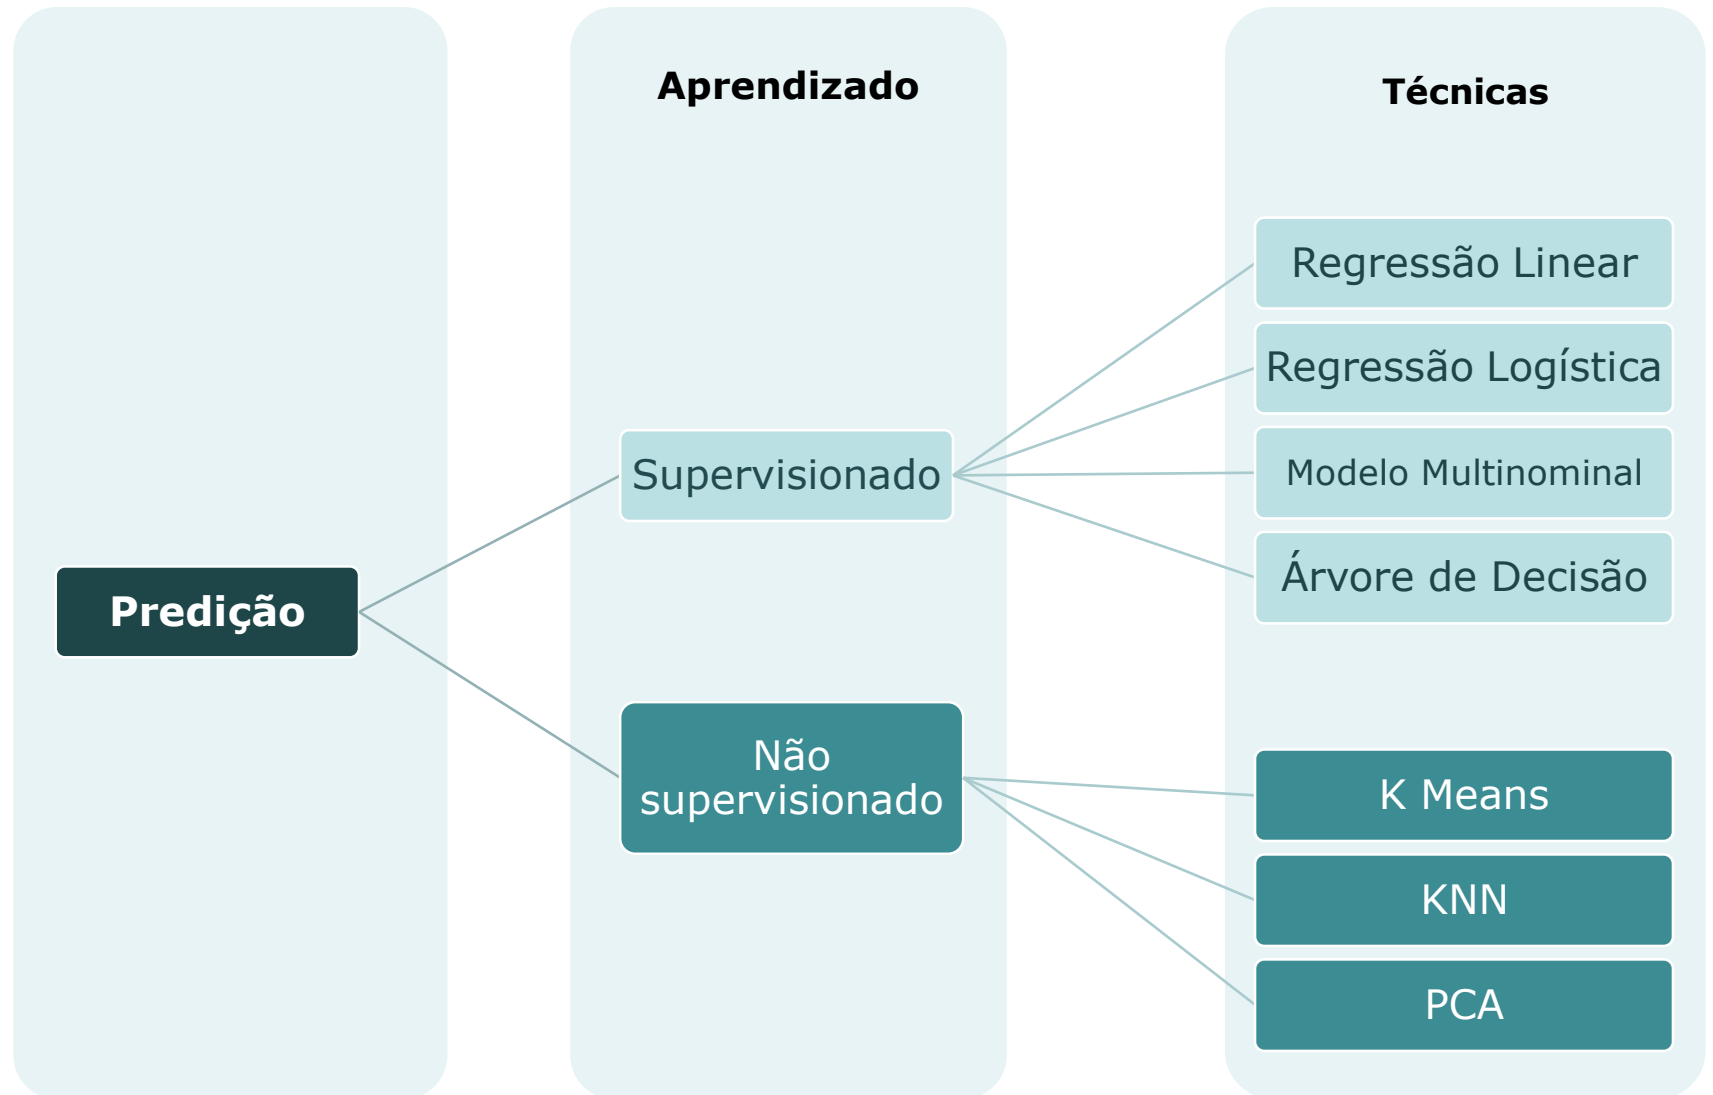 Aprendizado
Técnicas
Predição
Supervisionado
Não
supervisionado
Regressão Linear
Regressão Logística
Modelo Multinominal
Árvore de Decisão
K Means
KNN
PCA